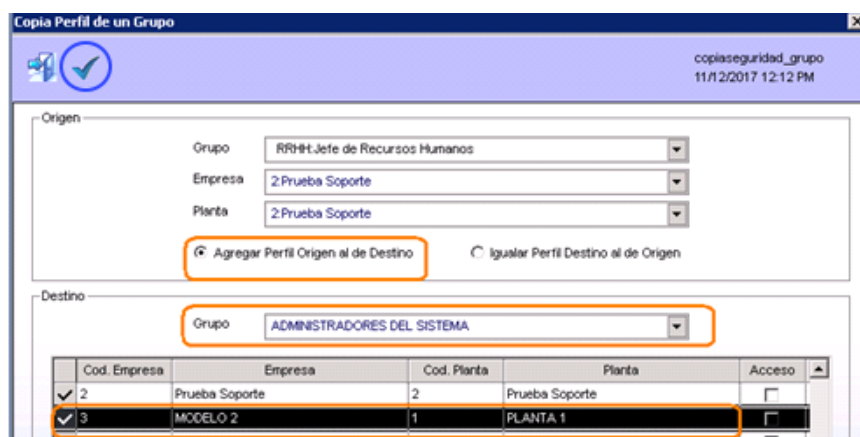 Copia Perfil de un Grupo
copiaseguridad_grupo
11/12/2017 12:12 PM
Origen
Grupo RRHH:Jefe de Recursos Humanos
Empresa 2:Prueba Soporte
Planta 2:Prueba Soporte
Agregar Perfil Origen al de Destino Igualar Perfil Destino al de Origen
Destino
Grupo ADMINISTRADORES DEL SISTEMA
Cod. Empresa Empresa Cod. Planta Planta Acceso
2 Prueba Soporte 2 Prueba Soporte
3 MODELO 2 1 PLANTA 1